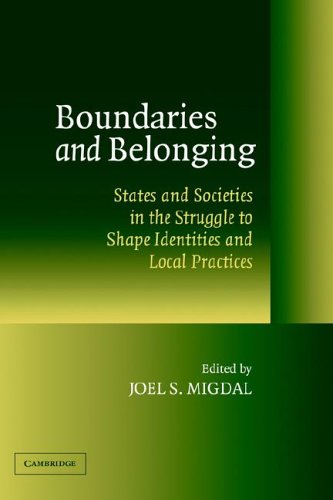 Boundaries
and Belonging
States and Societies
in the Struggle to
Shape Identities and
Local Practices
Edited by
JOEL S. MIGDAL
CAMBRIDGE